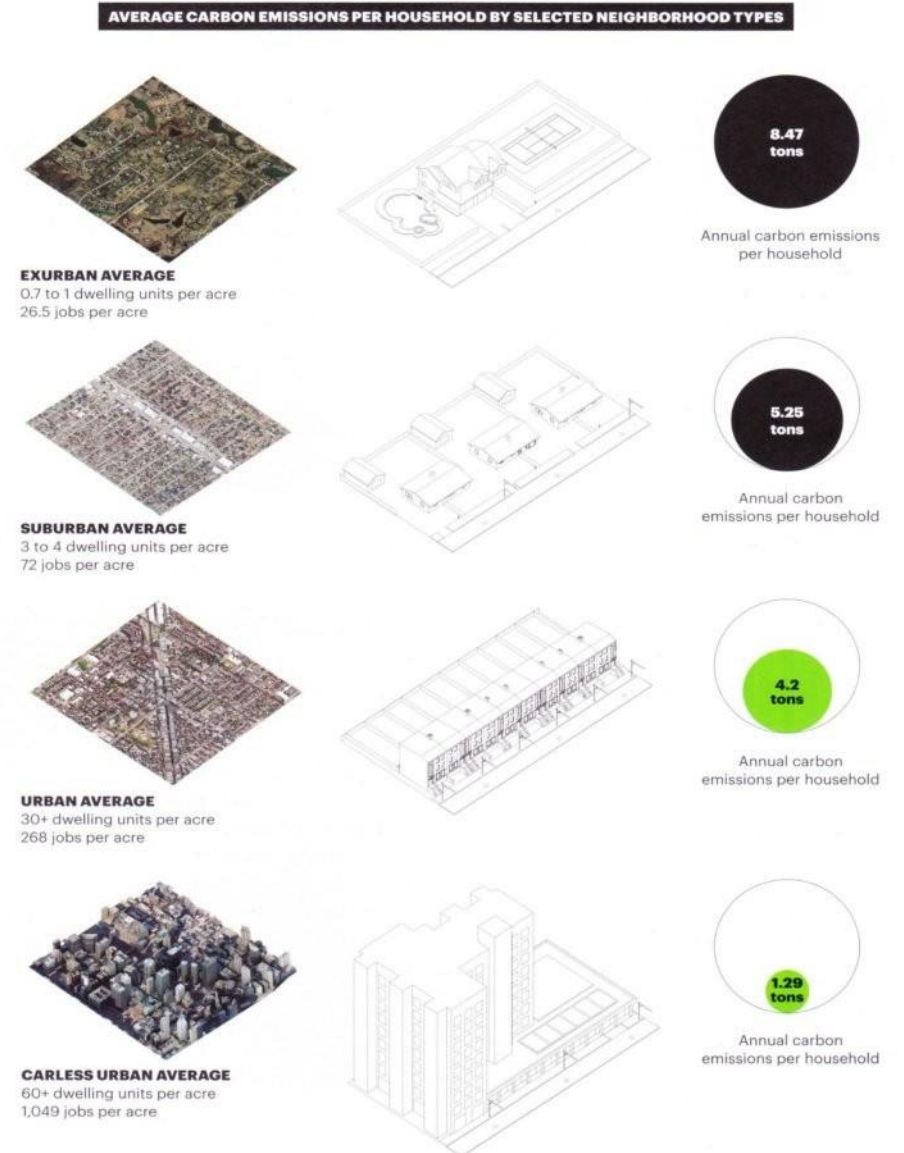 AVERAGE CARBON EMISSIONS PER HOUSEHOLD BY SELECTED NEIGHBORHOOD TYPES
8.47
tons
Annual carbon emissions
per household
EXURBAN AVERAGE
0.7 to 1 dwelling units per acre
26.5 jobs per acre
5.25
tons
Annual carbon
emissions per household
SUBURBAN AVERAGE
3 to 4 dwelling units per acre
72 jobs per acre
4.2
tons
Annual carbon
emissions per household
URBAN AVERAGE
30+ dwelling units per acre
268 jobs per acre
1.29
tons
Annual carbon
emissions per household
CARLESS URBAN AVERAGE
60+ dwelling units per acre
1,049 jobs per acre